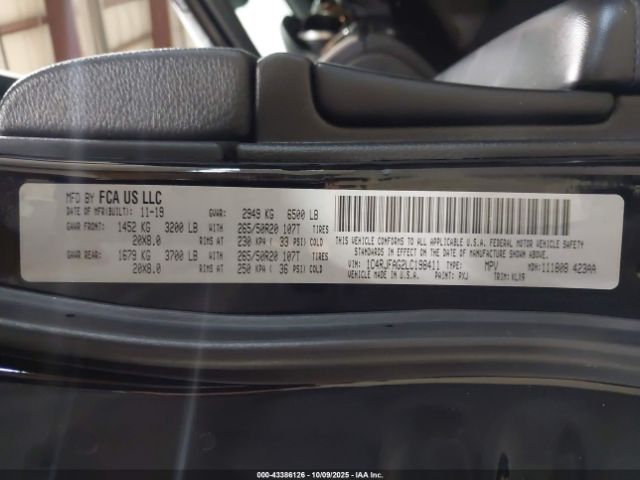 MFD BY FCA US LLC
DATE OF MFR(BUILT): 11-19 GVWR: 2949 KG 6500 LB
GAWR FRONT: 1452 KG 3200 LB WITH 265/50R20 107T TIRES
20X8.0 RIMS AT 230 KPA ( 33 PSI) COLD
GAWR REAR: 1679 KG 3700 LB WITH 265/50R20 107T TIRES
20X8.0 RIMS AT 250 KPA ( 36 PSI) COLD
THIS VEHICLE CONFORMS TO ALL APPLICABLE U.S.A. FEDERAL MOTOR VEHICLE SAFETY
STANDARDS IN EFFECT ON THE DATE OF MANUFACTURE SHOWN ABOVE.
VIN: 1C4RJFAG2LC198411 TYPE: MPV MDH: 111808 423AA
VEHICLE MADE IN U.S.A. PAINT: PXJ TRIM: KLX9
000-43386126 - 10/09/2025 - IAA Inc.